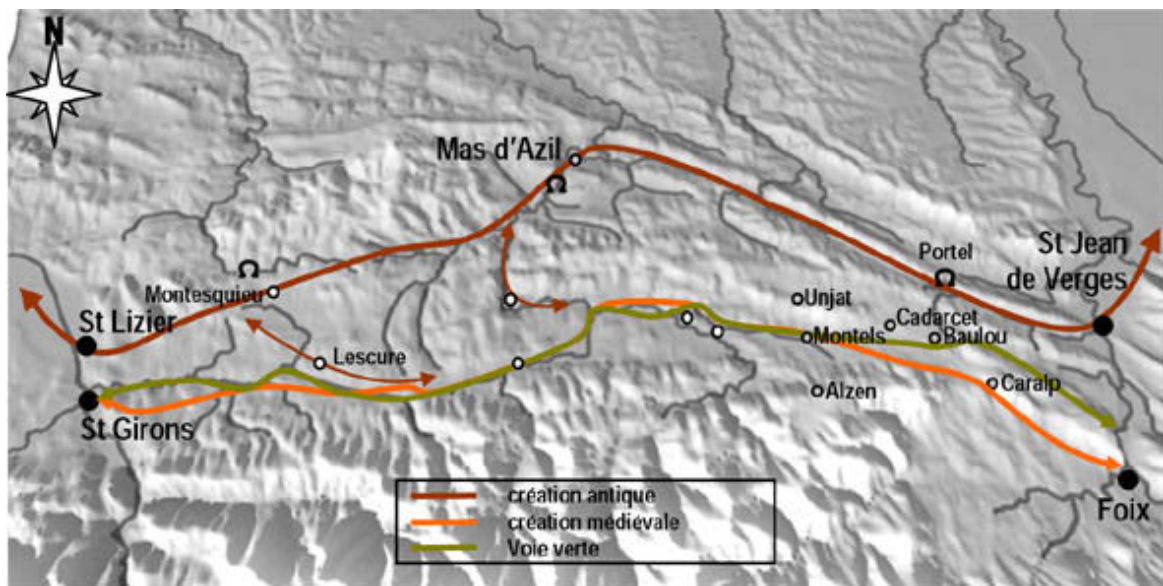 N
Mas d'Azil
Portel
St Jean
de Verges
Montesquieu
Unjat
St Lizier
Cadarcet
Montels
Baulou
Lescure
Caralp
Alzen
St Girons
Foix
création antique
création mediévale
Voie verte